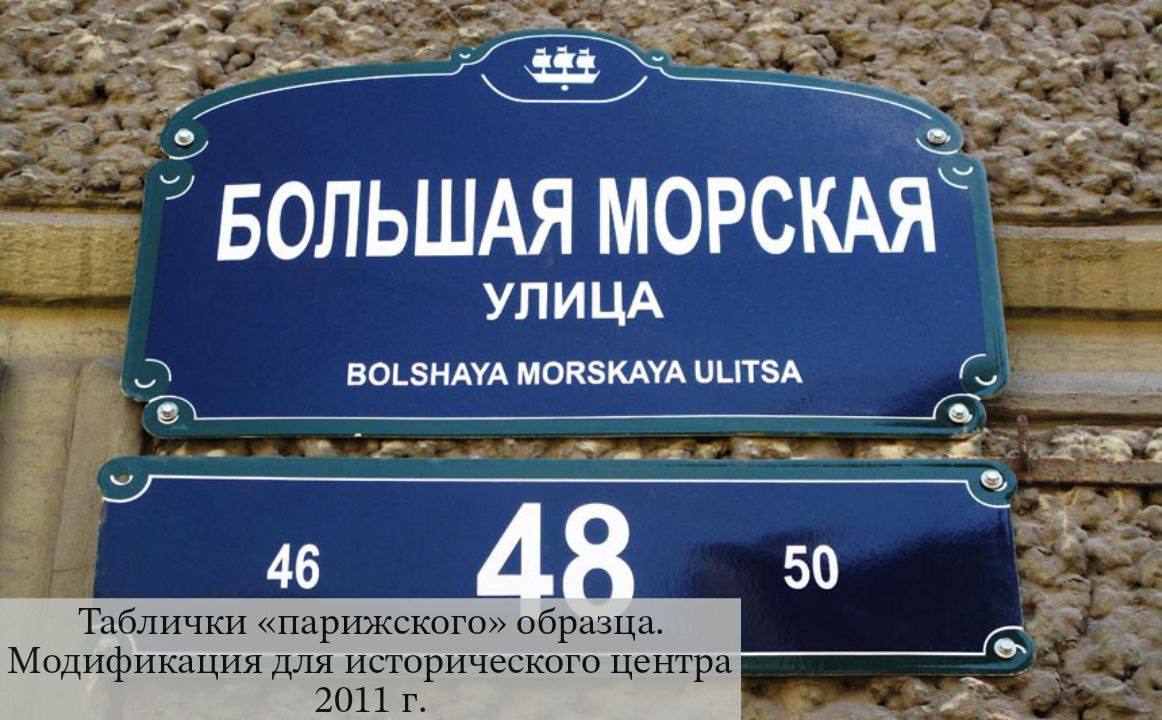 БОЛЬШАЯ МОРСКАЯ
УЛИЦА
BOLSHAYA MORSKAYA ULITSA
46 48 50
Таблички «парижского» образца.
Модификация для исторического центра
2011 г.